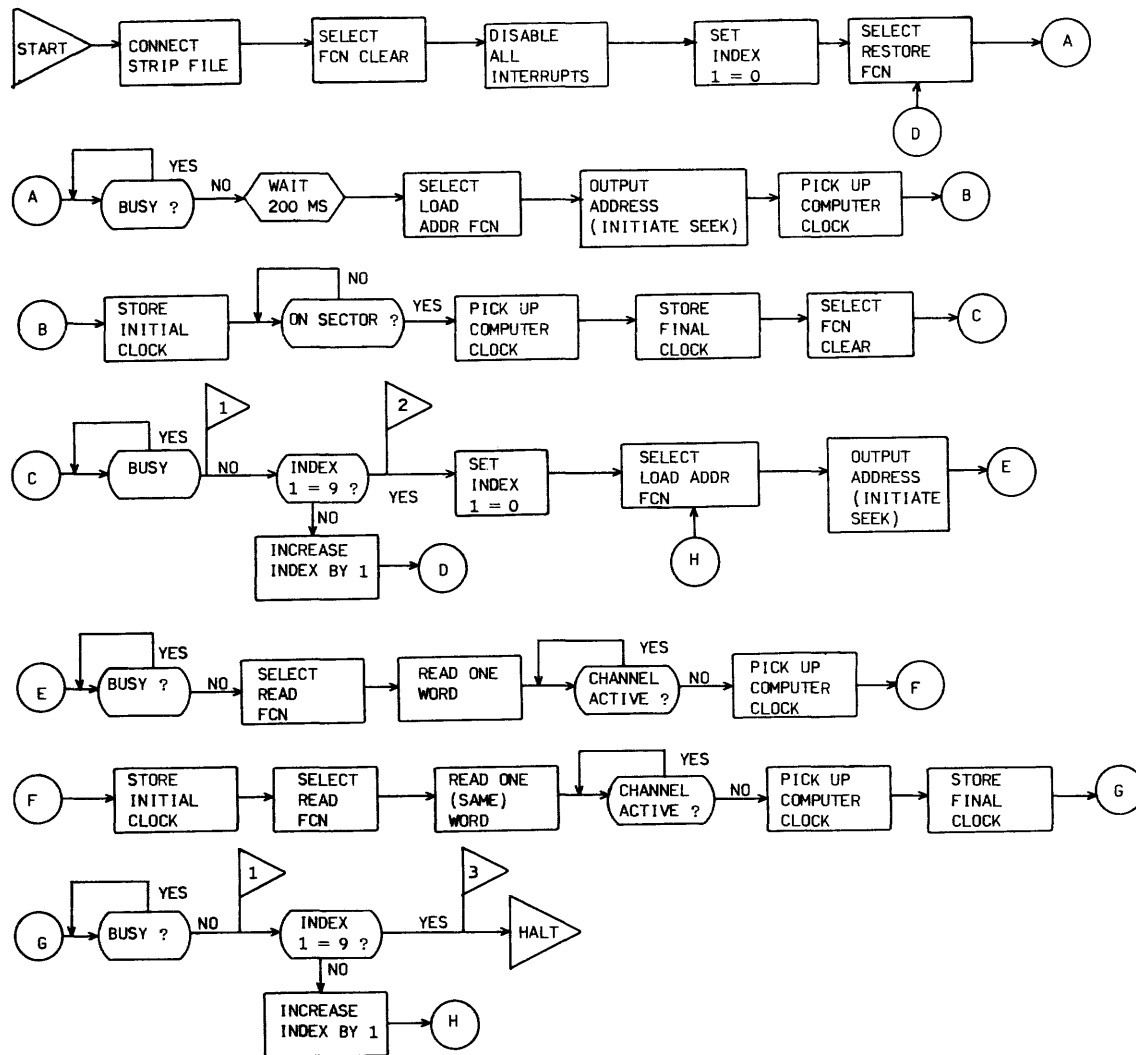 START
CONNECT
STRIP FILE
SELECT
FCN CLEAR
DISABLE
ALL
INTERRUPTS
SET
INDEX
1 = 0
SELECT
RESTORE
FCN
A
D
A
YES
BUSY ?
NO
WAIT
200 MS
SELECT
LOAD
ADDR FCN
OUTPUT
ADDRESS
(INITIATE SEEK)
PICK UP
COMPUTER
CLOCK
B
B
STORE
INITIAL
CLOCK
NO
ON SECTOR ?
YES
PICK UP
COMPUTER
CLOCK
STORE
FINAL
CLOCK
SELECT
FCN
CLEAR
C
C
YES
BUSY
1
NO
INDEX
1 = 9 ?
2
YES
NO
INCREASE
INDEX BY 1
D
SET
INDEX
1 = 0
SELECT
LOAD ADDR
FCN
H
OUTPUT
ADDRESS
(INITIATE
SEEK)
E
E
YES
BUSY ?
NO
SELECT
READ
FCN
READ ONE
WORD
YES
CHANNEL
ACTIVE ?
NO
PICK UP
COMPUTER
CLOCK
F
F
STORE
INITIAL
CLOCK
SELECT
READ
FCN
READ ONE
(SAME)
WORD
YES
CHANNEL
ACTIVE ?
NO
PICK UP
COMPUTER
CLOCK
STORE
FINAL
CLOCK
G
G
YES
BUSY ?
NO
1
INDEX
1 = 9 ?
YES
3
HALT
NO
INCREASE
INDEX BY 1
H